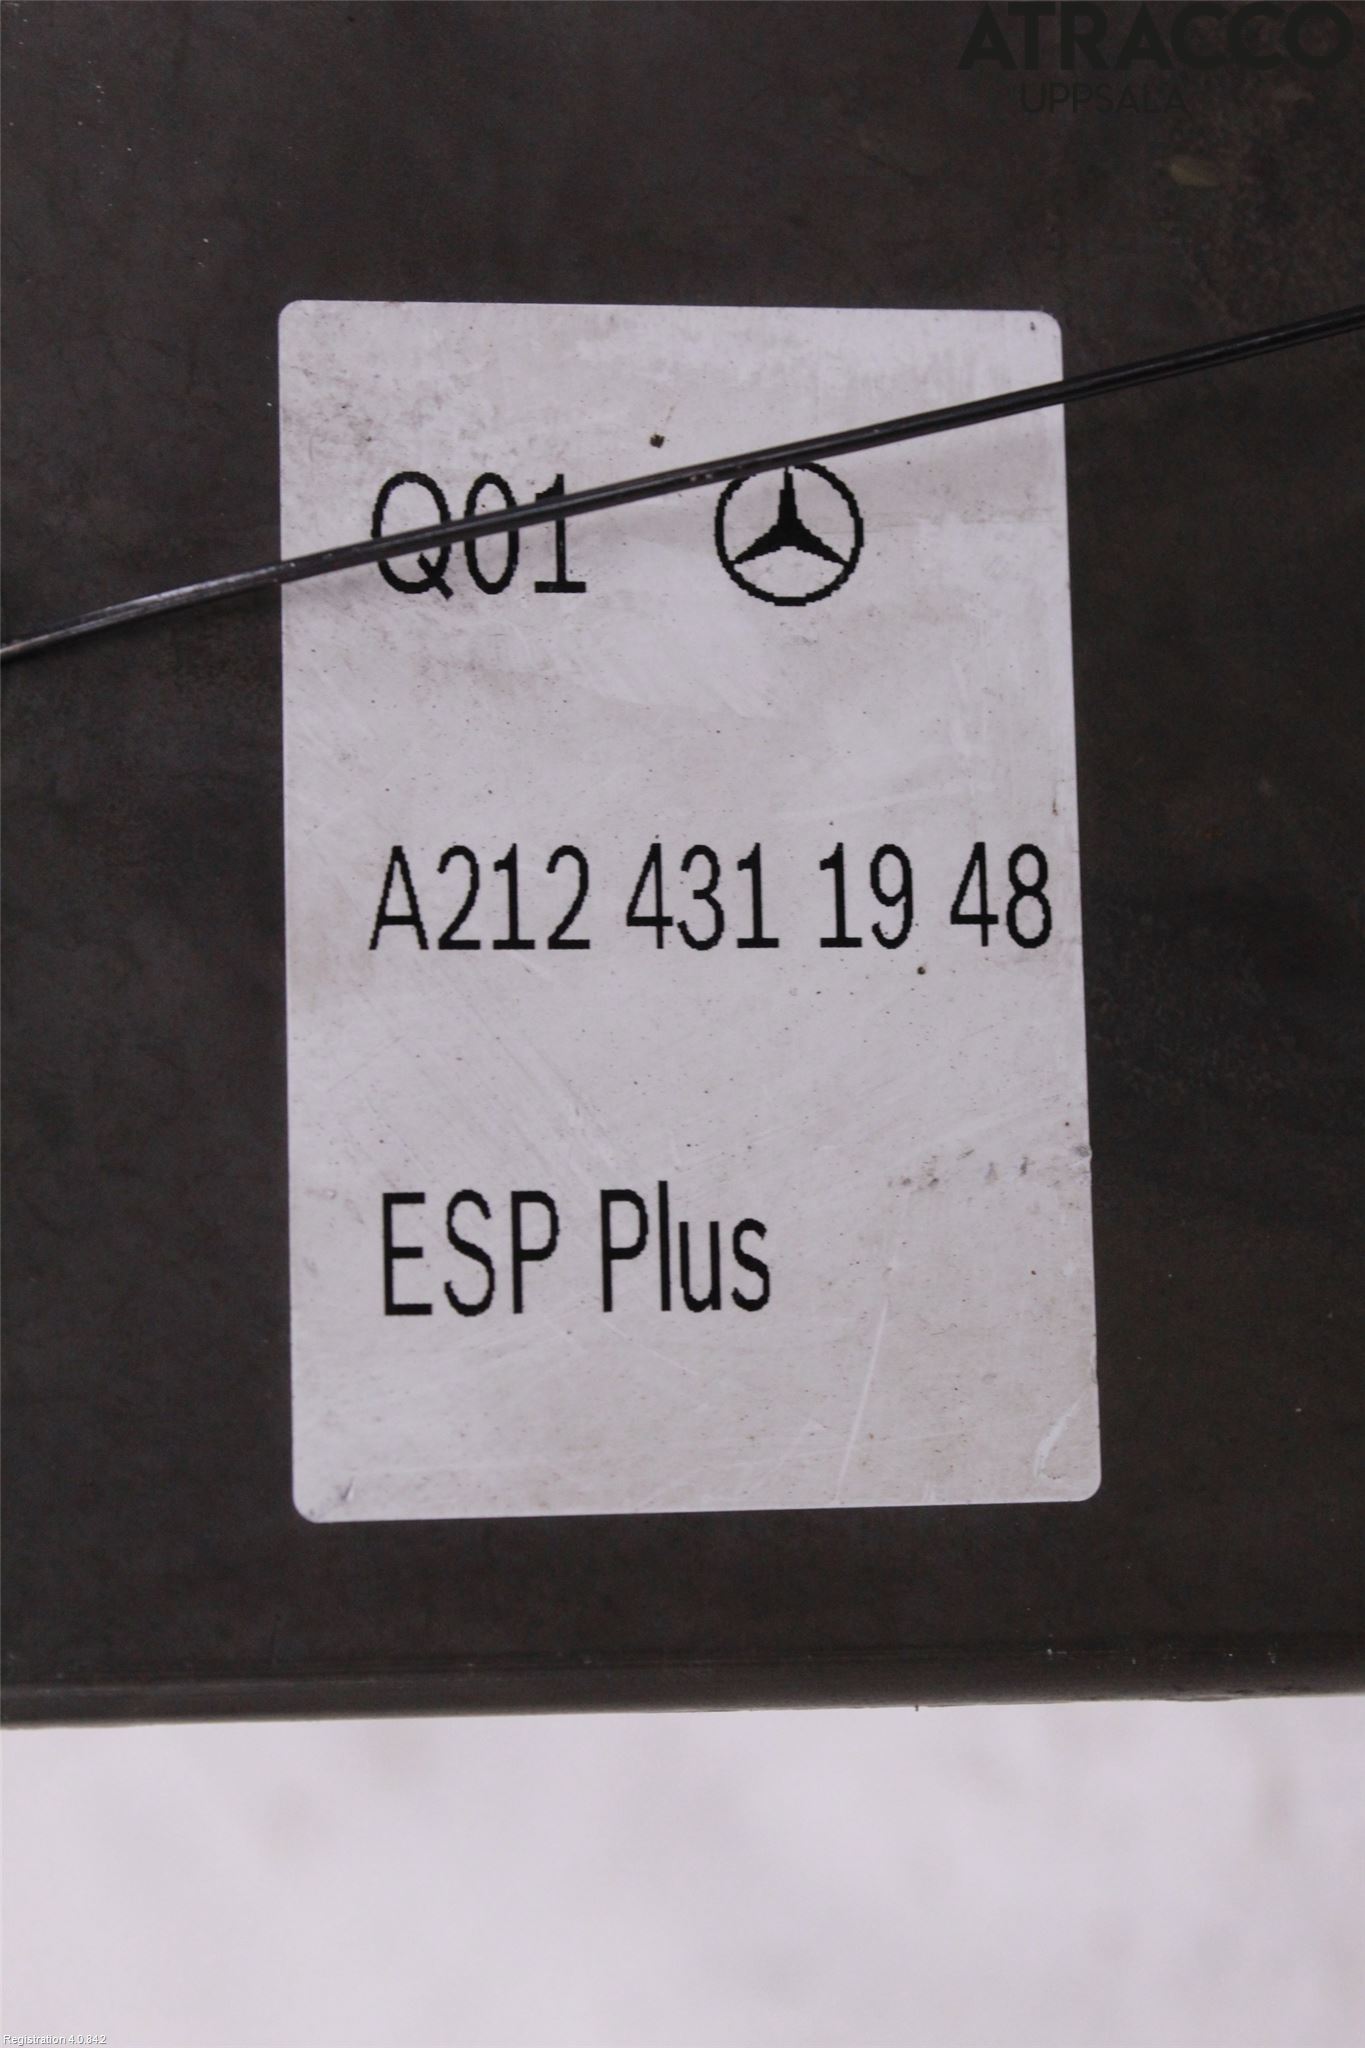 ATRACCO
UPPSALA
Q01
A212 431 19 48
ESP Plus
Registration 4.0.842